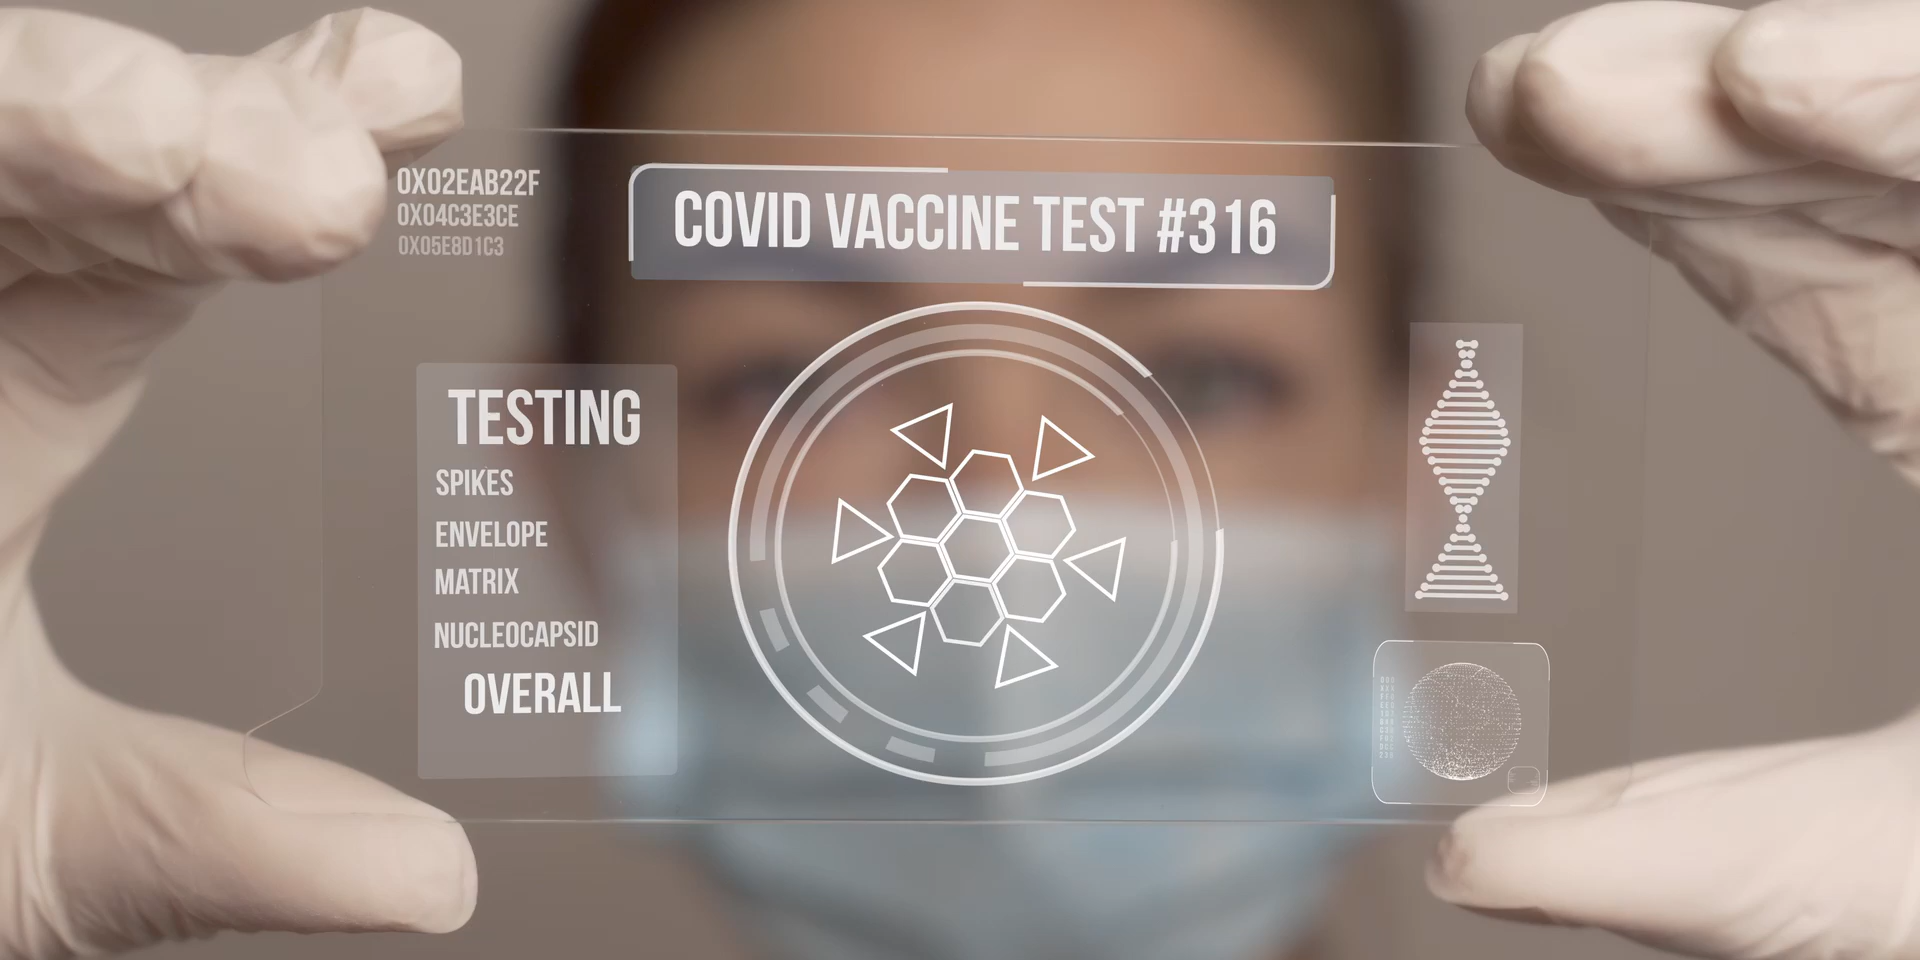 0X02EAB22F
0X04C3E3CE
0X05E8D1C3
COVID VACCINE TEST #316
TESTING
SPIKES
ENVELOPE
MATRIX
NUCLEOCAPSID
OVERALL